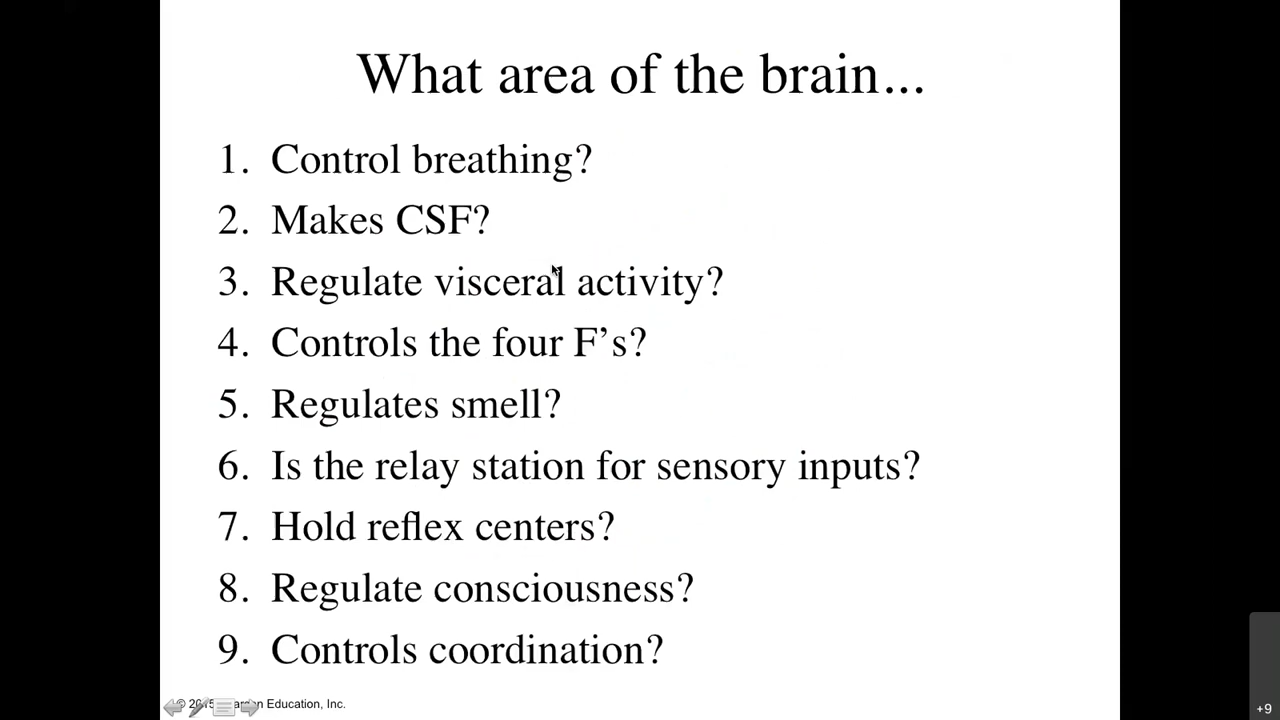 What area of the brain...
1. Control breathing?
2. Makes CSF?
3. Regulate visceral activity?
4. Controls the four F’s?
5. Regulates smell?
6. Is the relay station for sensory inputs?
7. Hold reflex centers?
8. Regulate consciousness?
9. Controls coordination?
© Education, Inc.
+9